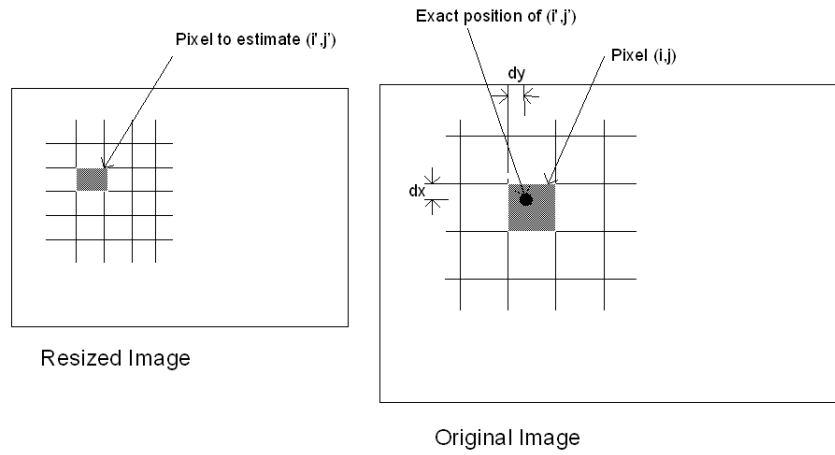 Exact position of (i',j')
Pixel to estimate (i',j')
Pixel (i,j)
dy
dx
Resized Image
Original Image